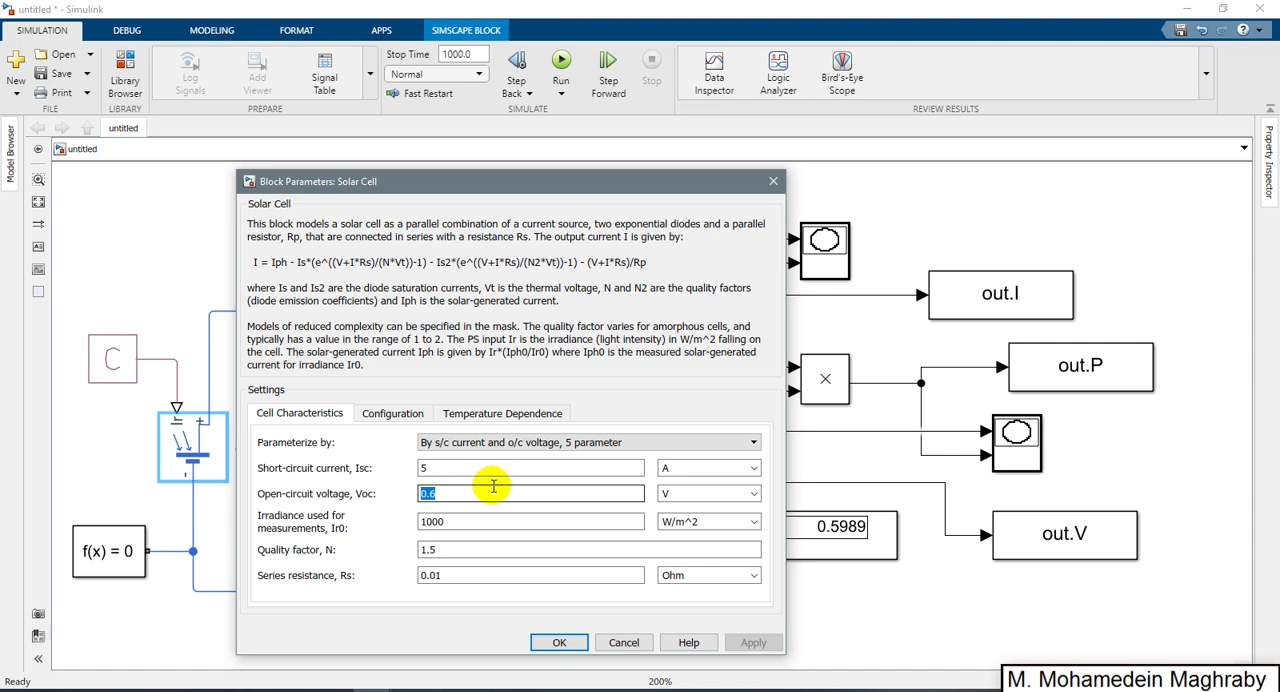 untitled * - Simulink
SIMULATION DEBUG MODELING FORMAT APPS SIMSCAPE BLOCK
New
Open
Save
Print
FILE
Library
Browser
LIBRARY
Log
Signals
Add
Viewer
Signal
Table
PREPARE
Stop Time 1000.0
Normal
Fast Restart
Step
Back
Run
Step
Forward
Stop
SIMULATE
Data
Inspector
Logic
Analyzer
Bird's-Eye
Scope
REVIEW RESULTS
Model Browser
untitled
untitled
Property Inspector
Block Parameters: Solar Cell
Solar Cell
This block models a solar cell as a parallel combination of a current source, two exponential diodes and a parallel
resistor, Rp, that are connected in series with a resistance Rs. The output current I is given by:
I = Iph - Is*(e^((V+I*Rs)/(N*Vt))-1) - Is2*(e^((V+I*Rs)/(N2*Vt))-1) - (V+I*Rs)/Rp
where Is and Is2 are the diode saturation currents, Vt is the thermal voltage, N and N2 are the quality factors
(diode emission coefficients) and Iph is the solar-generated current.
Models of reduced complexity can be specified in the mask. The quality factor varies for amorphous cells, and
typically has a value in the range of 1 to 2. The PS input Ir is the irradiance (light intensity) in W/m^2 falling on
the cell. The solar-generated current Iph is given by Ir*(Iph0/Ir0) where Iph0 is the measured solar-generated
current for irradiance Ir0.
Settings
Cell Characteristics Configuration Temperature Dependence
Parameterize by: By s/c current and o/c voltage, 5 parameter
Short-circuit current, Isc: 5 A
Open-circuit voltage, Voc: 0.6 V
Irradiance used for
measurements, Ir0: 1000 W/m^2
Quality factor, N: 1.5
Series resistance, Rs: 0.01 Ohm
OK Cancel Help Apply
C
Ir +
-
f(x) = 0
out.I
×
out.P
0.5989
out.V
Ready 200%
M. Mohamedein Maghraby